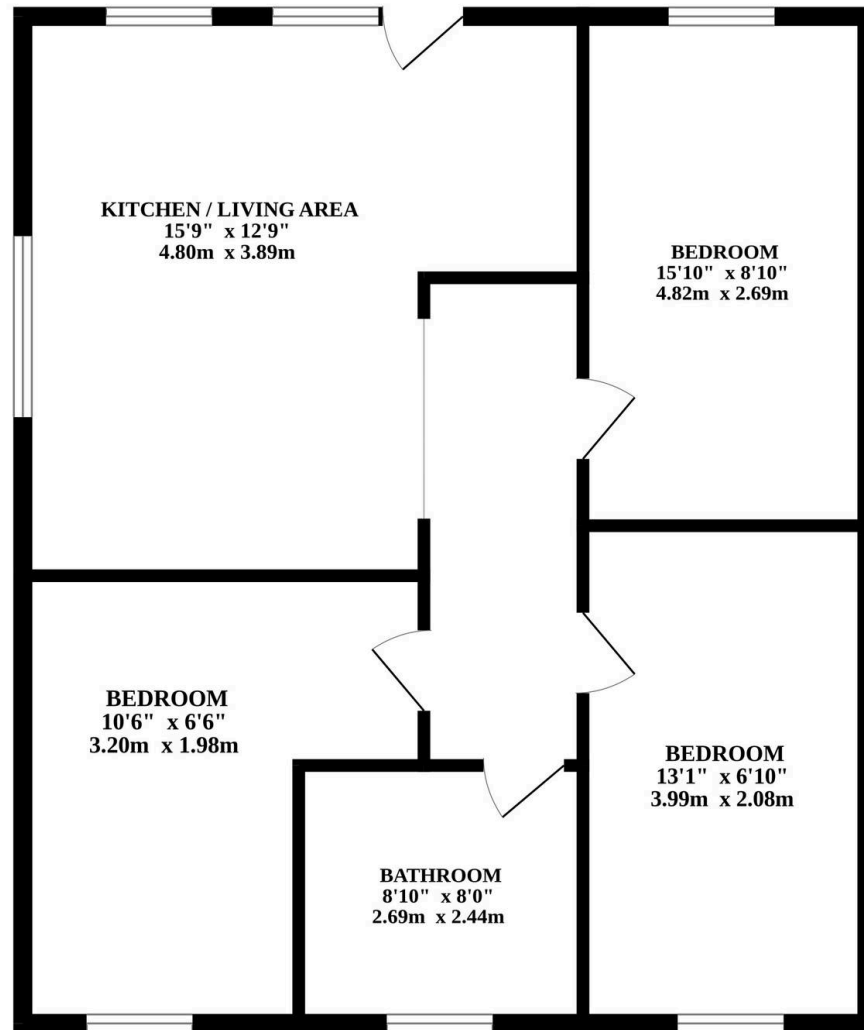 KITCHEN / LIVING AREA
15'9" x 12'9"
4.80m x 3.89m
BEDROOM
15'10" x 8'10"
4.82m x 2.69m
BEDROOM
10'6" x 6'6"
3.20m x 1.98m
BEDROOM
13'1" x 6'10"
3.99m x 2.08m
BATHROOM
8'10" x 8'0"
2.69m x 2.44m